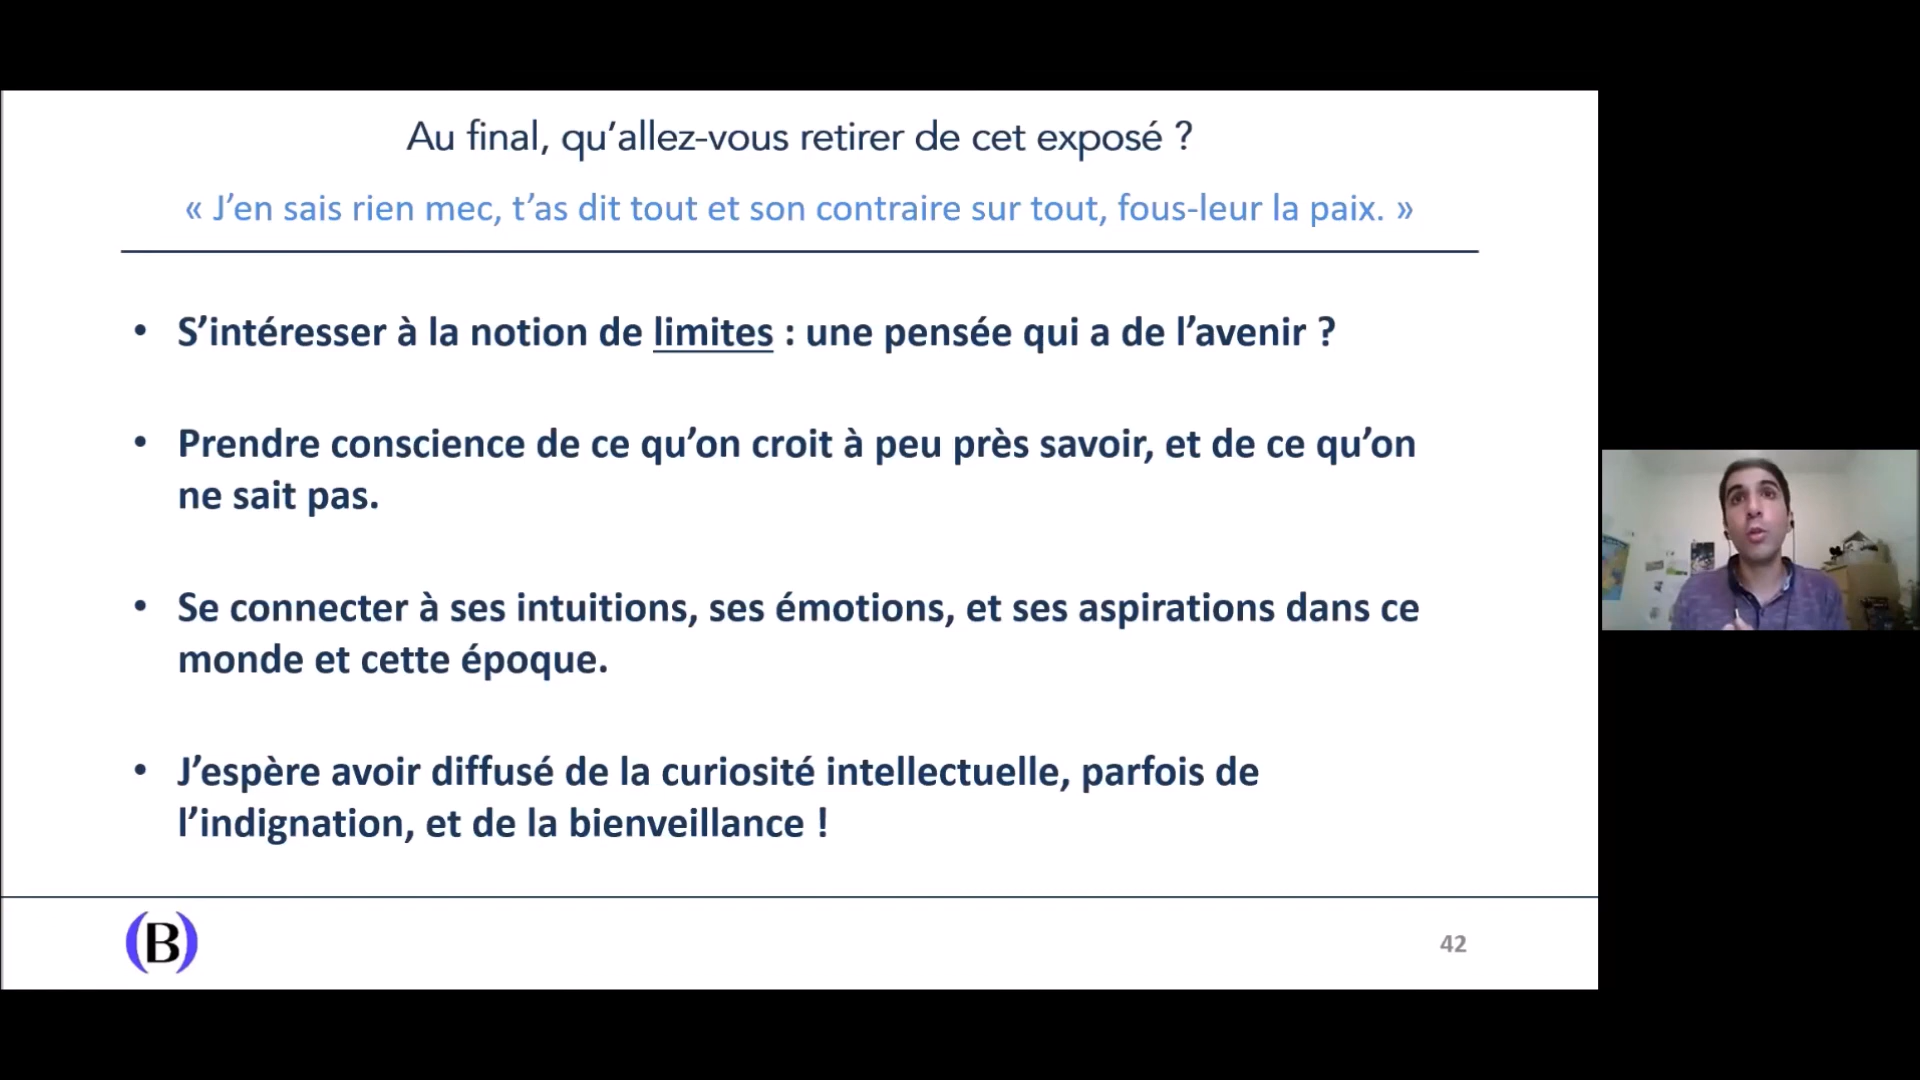 Au final, qu’allez-vous retirer de cet exposé ?
« J’en sais rien mec, t’as dit tout et son contraire sur tout, fous-leur la paix. »
• S’intéresser à la notion de limites : une pensée qui a de l’avenir ?
• Prendre conscience de ce qu’on croit à peu près savoir, et de ce qu’on
ne sait pas.
• Se connecter à ses intuitions, ses émotions, et ses aspirations dans ce
monde et cette époque.
• J’espère avoir diffusé de la curiosité intellectuelle, parfois de
l’indignation, et de la bienveillance !
(B)
42